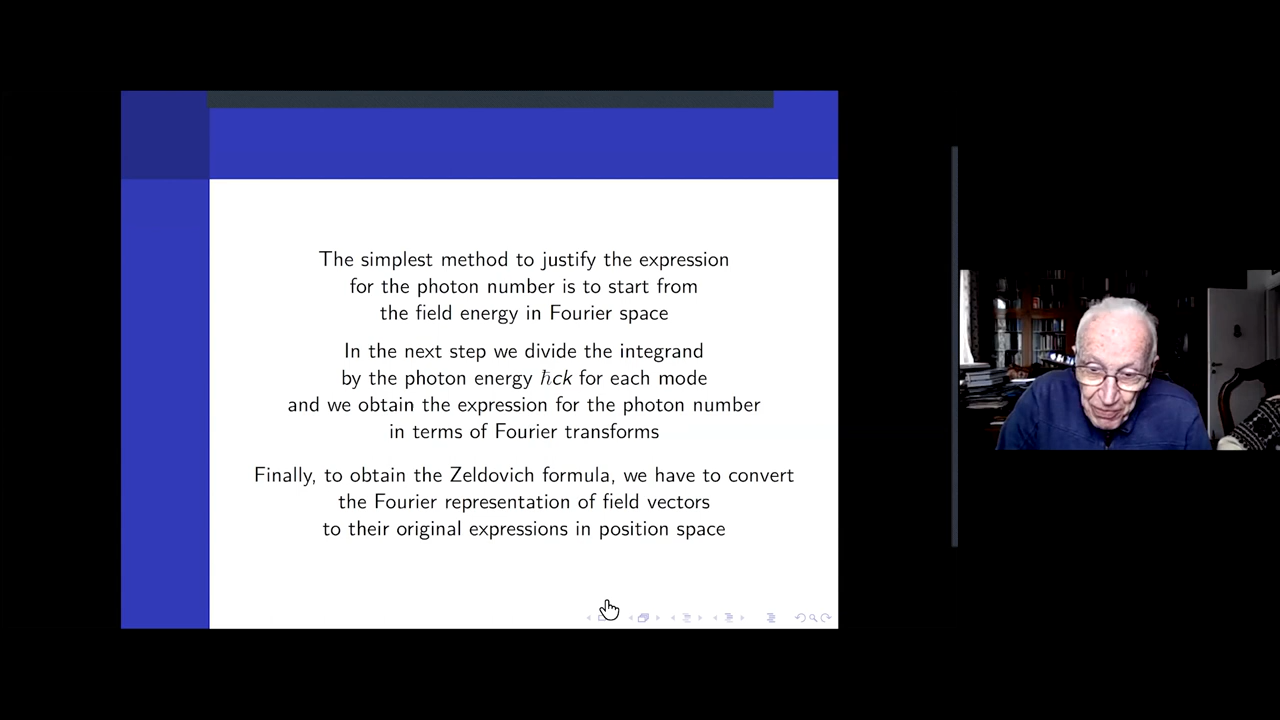 The simplest method to justify the expression
for the photon number is to start from
the field energy in Fourier space
In the next step we divide the integrand
by the photon energy ħck for each mode
and we obtain the expression for the photon number
in terms of Fourier transforms
Finally, to obtain the Zeldovich formula, we have to convert
the Fourier representation of field vectors
to their original expressions in position space